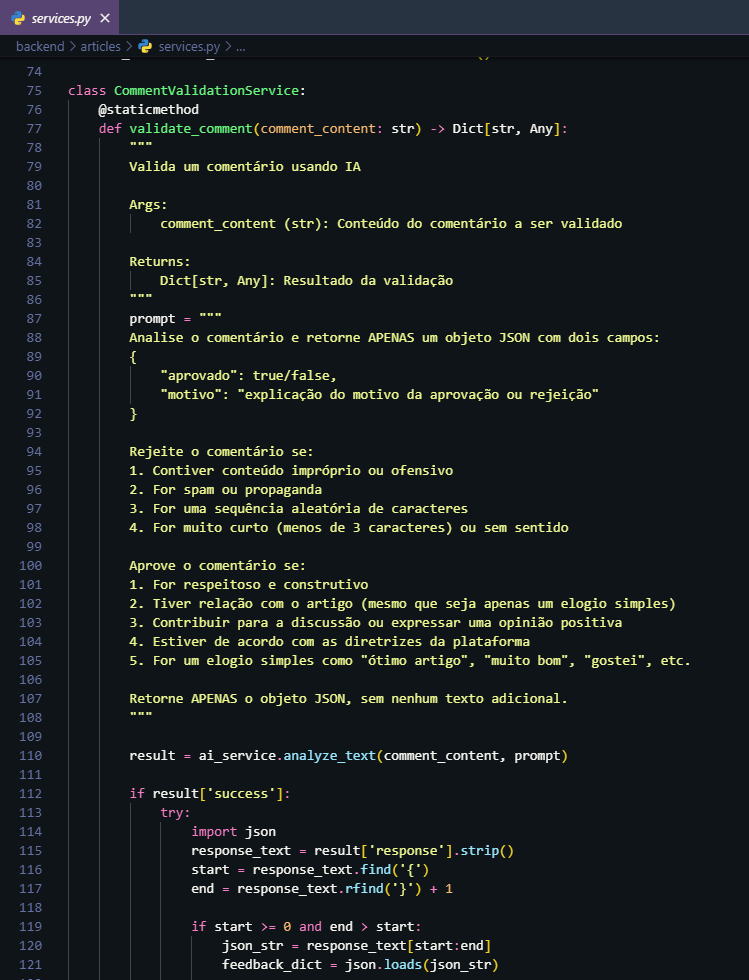 services.py ×
backend > articles > services.py > ...
74
75 class CommentValidationService:
76     @staticmethod
77     def validate_comment(comment_content: str) -> Dict[str, Any]:
78         """
79         Valida um comentário usando IA
80
81         Args:
82             comment_content (str): Conteúdo do comentário a ser validado
83
84         Returns:
85             Dict[str, Any]: Resultado da validação
86         """
87         prompt = """
88         Analise o comentário e retorne APENAS um objeto JSON com dois campos:
89         {
90             "aprovado": true/false,
91             "motivo": "explicação do motivo da aprovação ou rejeição"
92         }
93
94         Rejeite o comentário se:
95         1. Contiver conteúdo impróprio ou ofensivo
96         2. For spam ou propaganda
97         3. For uma sequência aleatória de caracteres
98         4. For muito curto (menos de 3 caracteres) ou sem sentido
99
100         Aprove o comentário se:
101         1. For respeitoso e construtivo
102         2. Tiver relação com o artigo (mesmo que seja apenas um elogio simples)
103         3. Contribuir para a discussão ou expressar uma opinião positiva
104         4. Estiver de acordo com as diretrizes da plataforma
105         5. For um elogio simples como "ótimo artigo", "muito bom", "gostei", etc.
106
107         Retorne APENAS o objeto JSON, sem nenhum texto adicional.
108         """
109
110         result = ai_service.analyze_text(comment_content, prompt)
111
112         if result['success']:
113             try:
114                 import json
115                 response_text = result['response'].strip()
116                 start = response_text.find('{')
117                 end = response_text.rfind('}') + 1
118
119                 if start >= 0 and end > start:
120                     json_str = response_text[start:end]
121                     feedback_dict = json.loads(json_str)